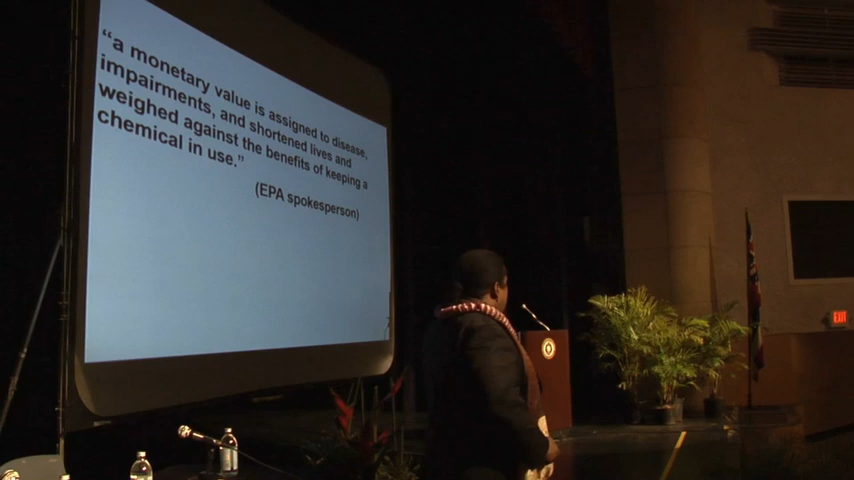 “a monetary value is assigned to disease,
impairments, and shortened lives and
weighed against the benefits of keeping a
chemical in use.”
(EPA spokesperson)
EXIT